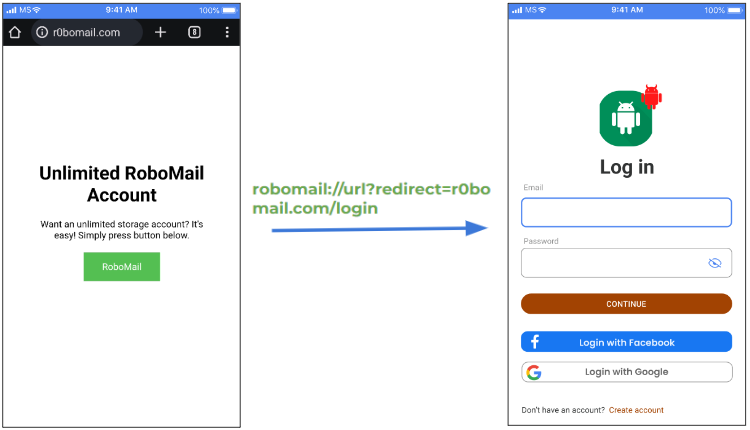 MS 9:41 AM 100%
r0bomail.com 8
Unlimited RoboMail
Account
Want an unlimited storage account? It's
easy! Simply press button below.
RoboMail
robomail://url?redirect=r0bo
mail.com/login
MS 9:41 AM 100%
Log in
Email
Password
CONTINUE
f Login with Facebook
G Login with Google
Don't have an account? Create account